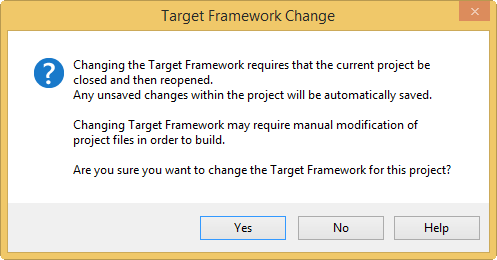 Target Framework Change
Changing the Target Framework requires that the current project be
closed and then reopened.
Any unsaved changes within the project will be automatically saved.
Changing Target Framework may require manual modification of
project files in order to build.
Are you sure you want to change the Target Framework for this project?
Yes No Help